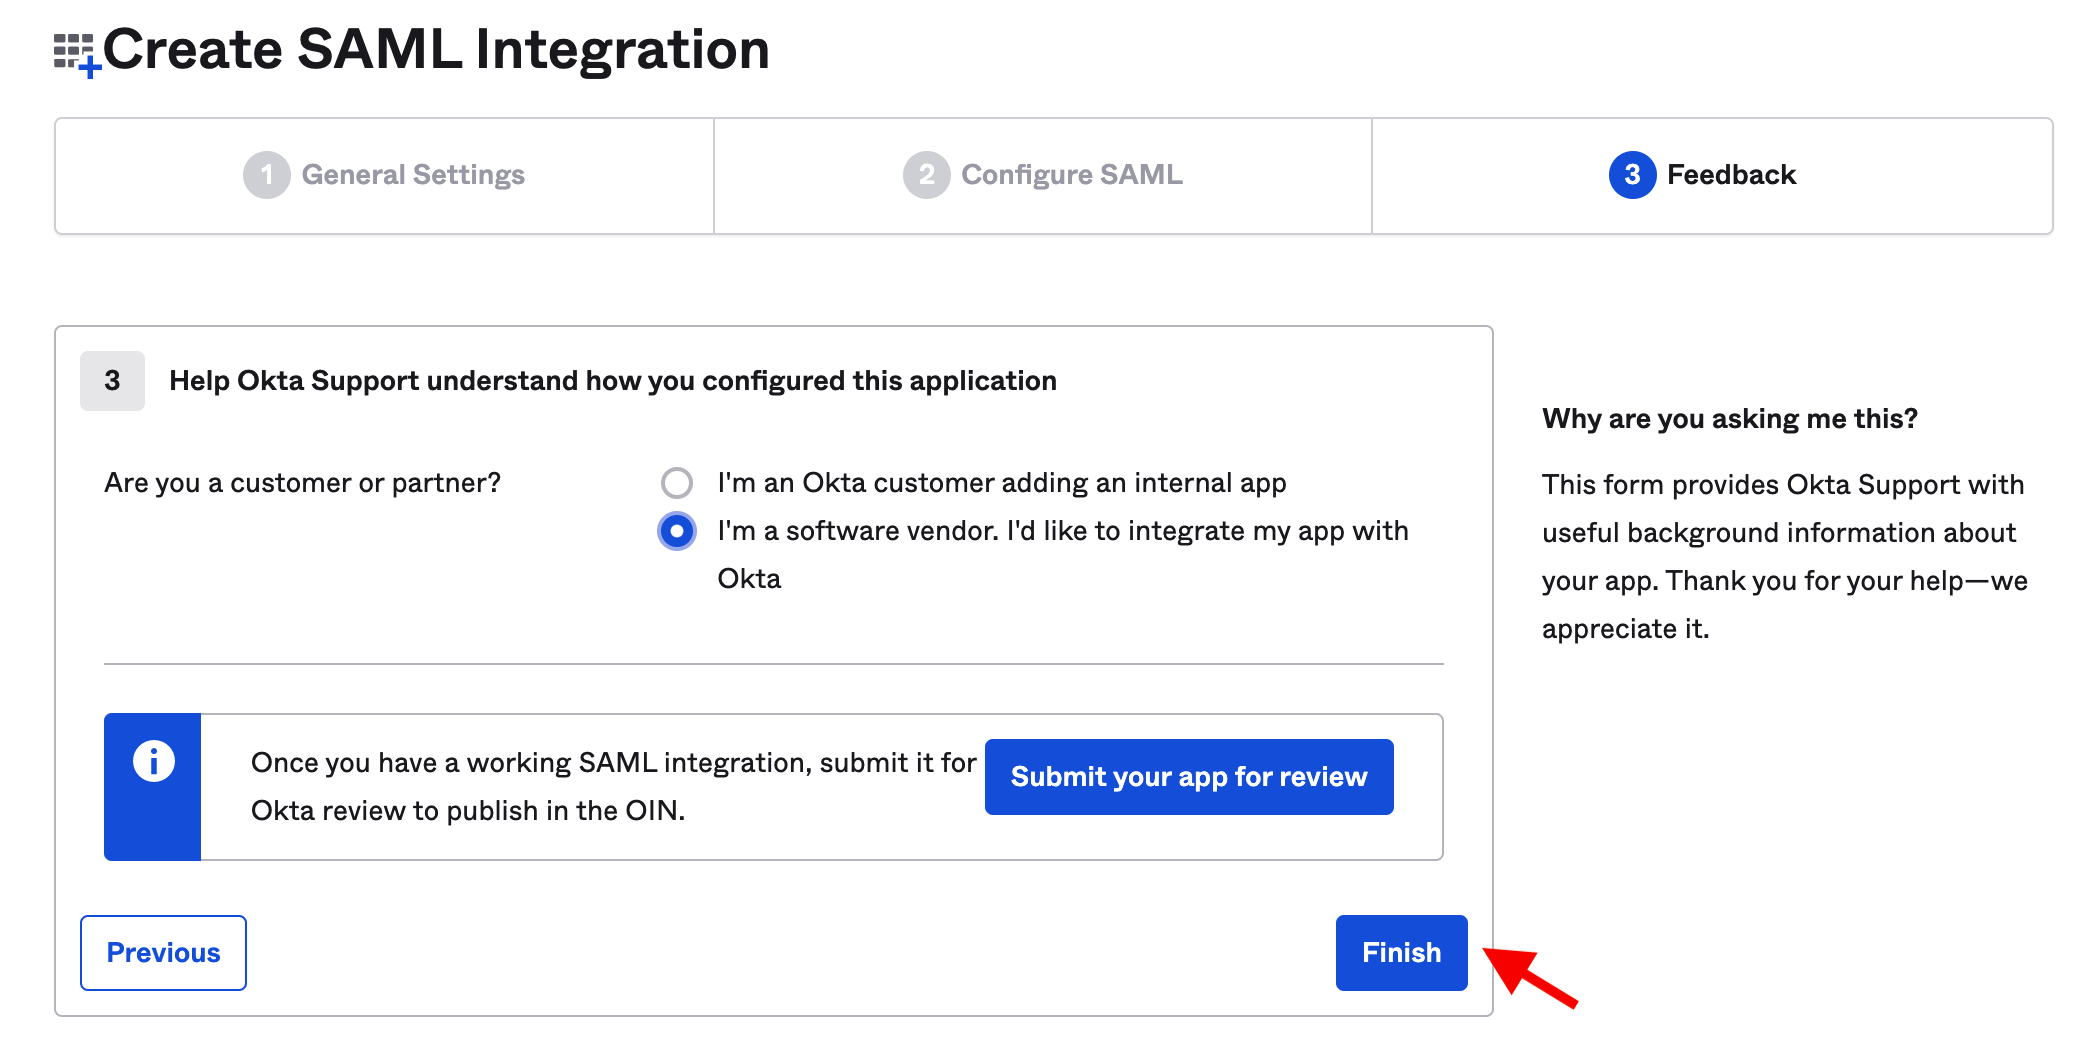 Create SAML Integration
1 General Settings
2 Configure SAML
3 Feedback
3 Help Okta Support understand how you configured this application
Are you a customer or partner?
I'm an Okta customer adding an internal app
I'm a software vendor. I'd like to integrate my app with
Okta
Once you have a working SAML integration, submit it for
Okta review to publish in the OIN.
Submit your app for review
Previous
Finish
Why are you asking me this?
This form provides Okta Support with
useful background information about
your app. Thank you for your help—we
appreciate it.